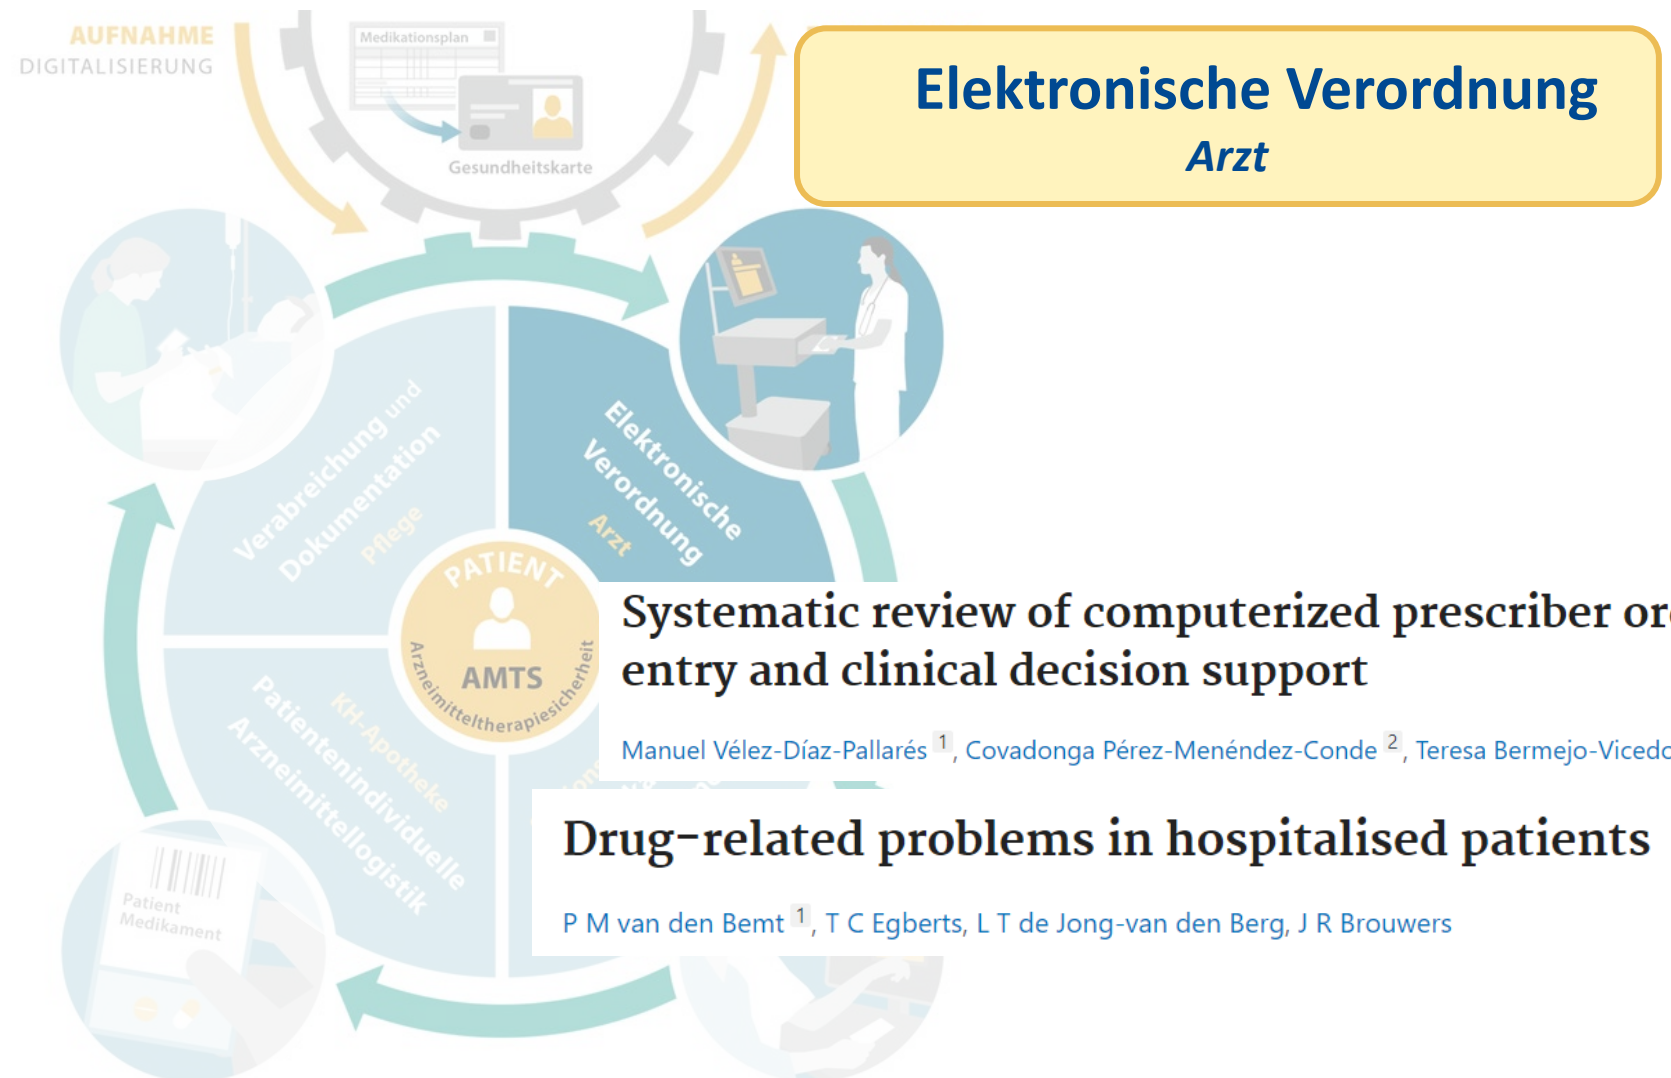 AUFNAHME
DIGITALISIERUNG
Medikationsplan
Gesundheitskarte
Elektronische Verordnung
Arzt
Verabreichung und
Dokumentation
Pflege
Elektronische
Verordnung
Arzt
PATIENT
AMTS
Arzneimitteltherapiesicherheit
KH-Apotheke
Patientenindividuelle
Arzneimittellogistik
Patient
Medikament
Systematic review of computerized prescriber
entry and clinical decision support
Manuel Vélez-Díaz-Pallarés 1, Covadonga Pérez-Menéndez-Conde 2, Teresa Bermejo-Vicedo
Drug-related problems in hospitalised patients
P M van den Bemt 1, T C Egberts, L T de Jong-van den Berg, J R Brouwers